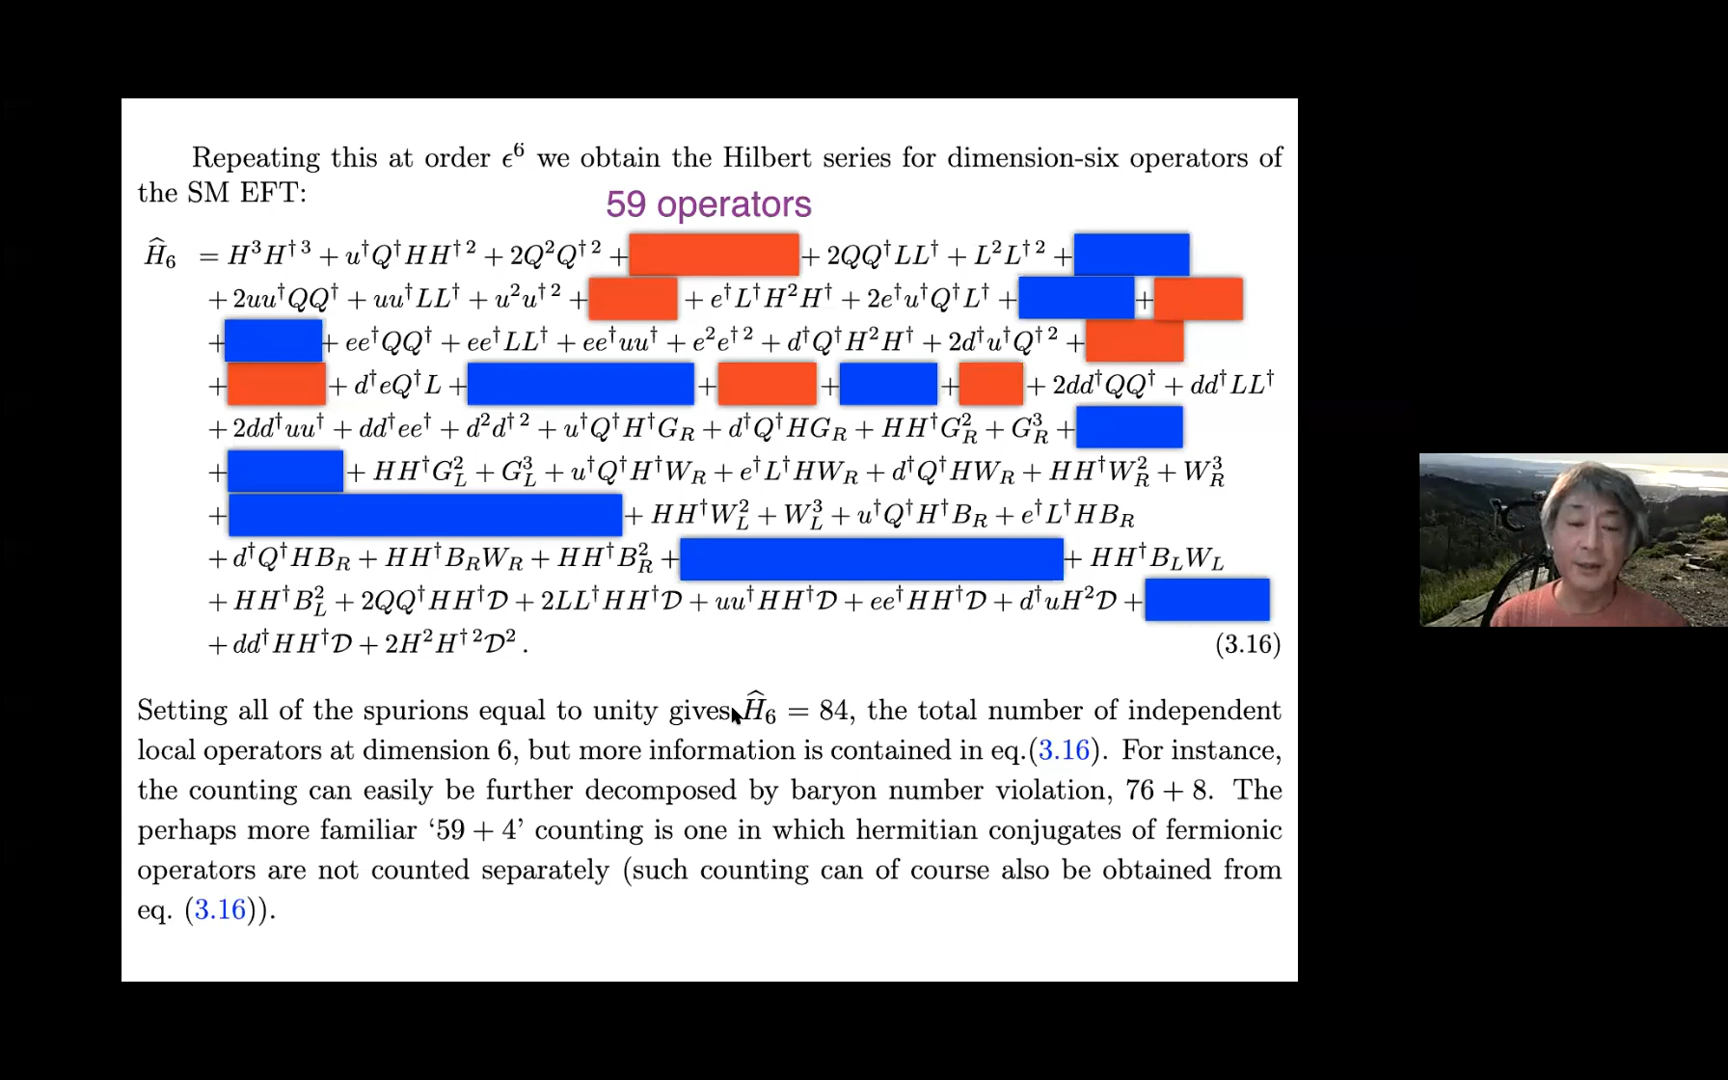 Repeating this at order ϵ⁶ we obtain the Hilbert series for dimension-six operators of
the SM EFT:
59 operators
Ĥ₆ = H³H†³ + u†Q†HH†² + 2Q²Q†² + + 2QQ†LL† + L²L†² +
+ 2uu†QQ† + uu†LL† + u²u†² + + e†L†H²H† + 2e†u†Q†L† + +
+ + ee†QQ† + ee†LL† + ee†uu† + e²e†² + d†Q†H²H† + 2d†u†Q†² +
+ + d†eQ†L + + + + + 2dd†QQ† + dd†LL†
+ 2dd†uu† + dd†ee† + d²d†² + u†Q†H†G_R + d†Q†HG_R + HH†G_R² + G_R³ +
+ + HH†G_L² + G_L³ + u†Q†H†W_R + e†L†HW_R + d†Q†HW_R + HH†W_R² + W_R³
+ + HH†W_L² + W_L³ + u†Q†H†B_R + e†L†HB_R
+ d†Q†HB_R + HH†B_RW_R + HH†B_R² + + HH†B_LW_L
+ HH†B_L² + 2QQ†HH†𝒟 + 2LL†HH†𝒟 + uu†HH†𝒟 + ee†HH†𝒟 + d†uH²𝒟 +
+ dd†HH†𝒟 + 2H²H†²𝒟² . (3.16)
Setting all of the spurions equal to unity gives Ĥ₆ = 84, the total number of independent
local operators at dimension 6, but more information is contained in eq.(3.16). For instance,
the counting can easily be further decomposed by baryon number violation, 76 + 8. The
perhaps more familiar ‘59 + 4’ counting is one in which hermitian conjugates of fermionic
operators are not counted separately (such counting can of course also be obtained from
eq. (3.16)).